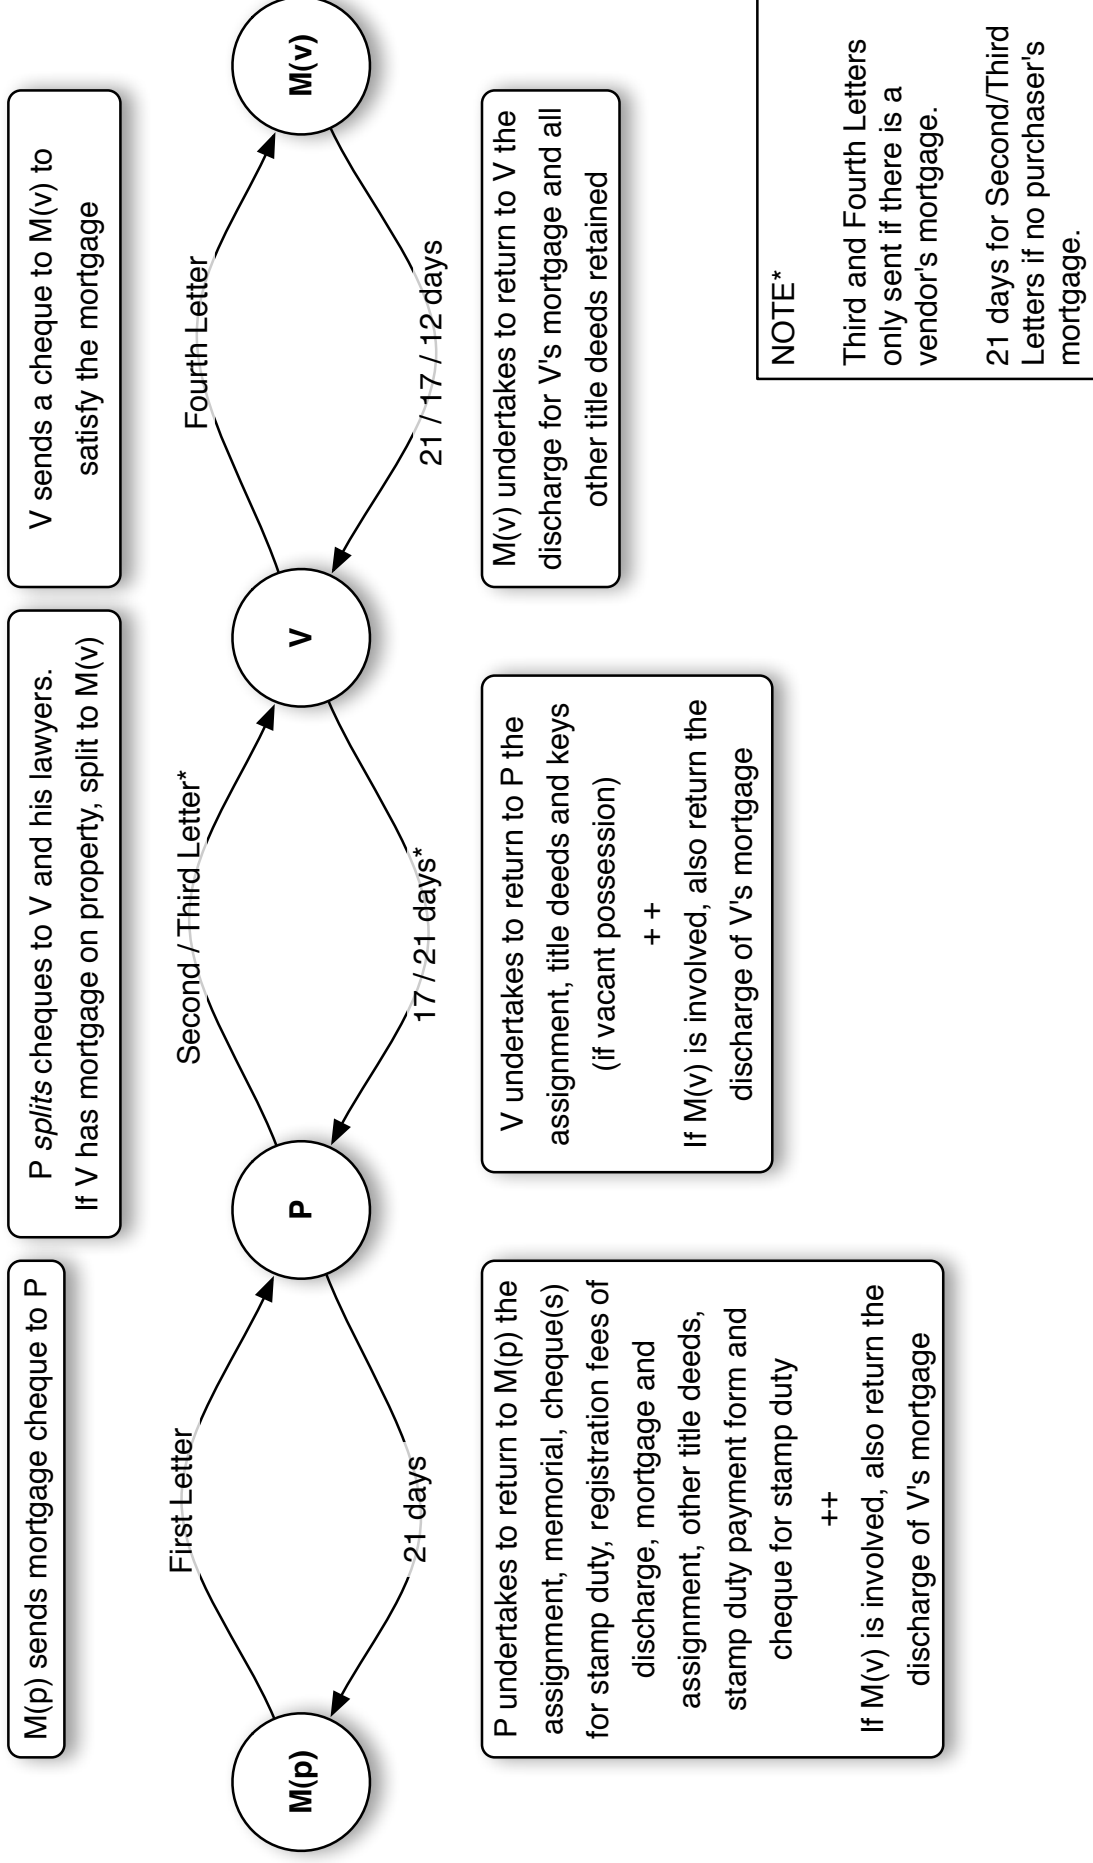 M(p) sends mortgage cheque to P
P splits cheques to V and his lawyers.
If V has mortgage on property, split to M(v)
V sends a cheque to M(v) to
satisfy the mortgage
First Letter
Second / Third Letter*
Fourth Letter
M(p)
P
V
M(v)
21 days
17 / 21 days*
21 / 17 / 12 days
P undertakes to return to M(p) the
assignment, memorial, cheque(s)
for stamp duty, registration fees of
discharge, mortgage and
assignment, other title deeds,
stamp duty payment form and
cheque for stamp duty
++
If M(v) is involved, also return the
discharge of V's mortgage
V undertakes to return to P the
assignment, title deeds and keys
(if vacant possession)
+ +
If M(v) is involved, also return the
discharge of V's mortgage
M(v) undertakes to return to V the
discharge for V's mortgage and all
other title deeds retained
NOTE*
Third and Fourth Letters
only sent if there is a
vendor's mortgage.
21 days for Second/Third
Letters if no purchaser's
mortgage.